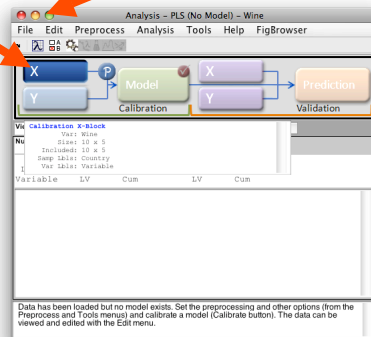 Analysis - PLS (No Model) - Wine
File Edit Preprocess Analysis Tools Help FigBrowser
X P X
Model Prediction
Y Y
Calibration Validation
Calibration X-Block
Var: Wine
Size: 10 x 5
Included: 10 x 5
Samp Lbls: Country
Var Lbls: Variable
Variable LV Cum LV Cum
Data has been loaded but no model exists. Set the preprocessing and other options (from the
Preprocess and Tools menus) and calibrate a model (Calibrate button). The data can be
viewed and edited with the Edit menu.